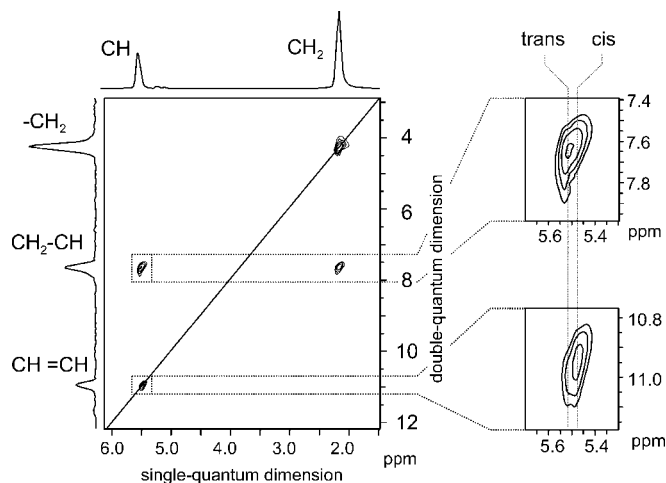 CH
CH2
trans
cis
-CH2
CH2-CH
CH =CH
4
6
8
10
12
6.0 5.0 4.0 3.0 2.0 ppm
single-quantum dimension
double-quantum dimension
7.4
7.6
7.8
5.6 5.4 ppm
10.8
11.0
5.6 5.4 ppm